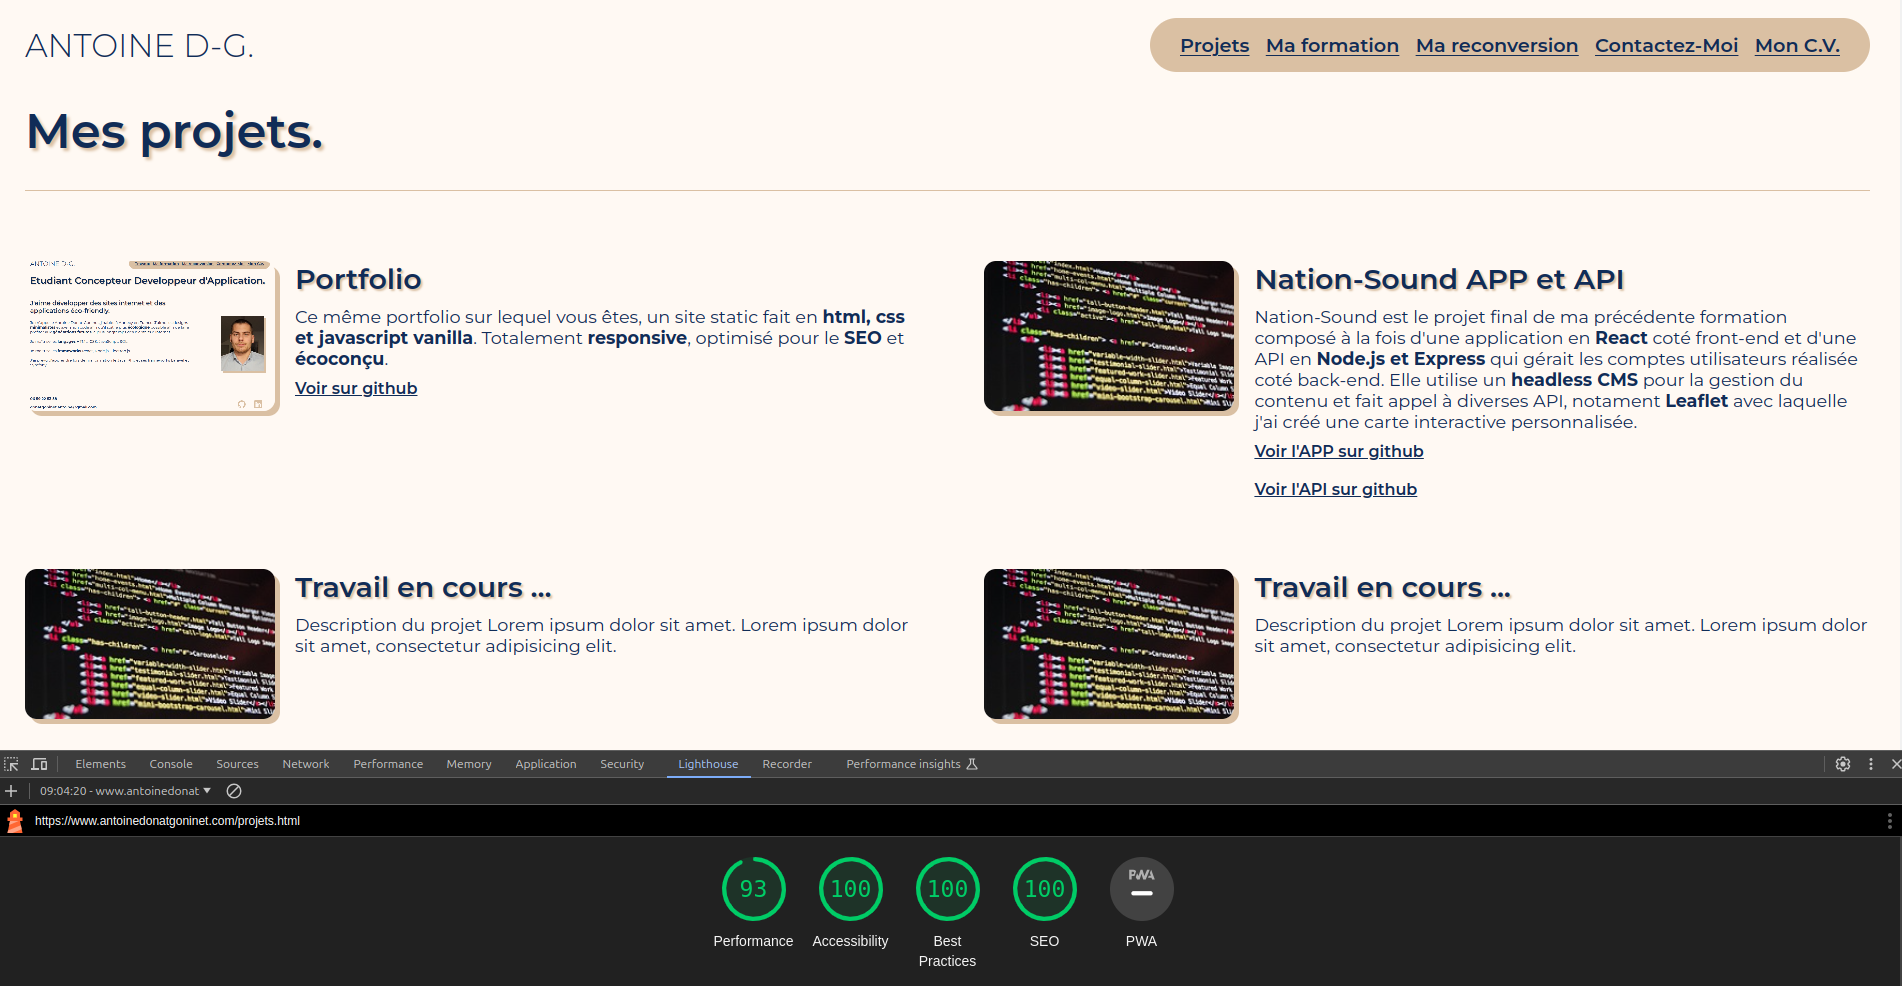 ANTOINE D-G.
Projets Ma formation Ma reconversion Contactez-Moi Mon C.V.
Mes projets.
ANTOINE D-G.
Etudiant Concepteur Developpeur d'Application.
J'aime développer des sites internet et des
applications éco-friendly.
Portfolio
Ce même portfolio sur lequel vous êtes, un site static fait en html, css
et javascript vanilla. Totalement responsive, optimisé pour le SEO et
écoconçu.
Voir sur github
Nation-Sound APP et API
Nation-Sound est le projet final de ma précédente formation
composé à la fois d'une application en React coté front-end et d'une
API en Node.js et Express qui gérait les comptes utilisateurs réalisée
coté back-end. Elle utilise un headless CMS pour la gestion du
contenu et fait appel à diverses API, notament Leaflet avec laquelle
j'ai créé une carte interactive personnalisée.
Voir l'APP sur github
Voir l'API sur github
Travail en cours ...
Description du projet Lorem ipsum dolor sit amet. Lorem ipsum dolor
sit amet, consectetur adipisicing elit.
Travail en cours ...
Description du projet Lorem ipsum dolor sit amet. Lorem ipsum dolor
sit amet, consectetur adipisicing elit.
Elements Console Sources Network Performance Memory Application Security Lighthouse Recorder Performance insights
09:04:20 - www.antoinedonat
https://www.antoinedonatgoninet.com/projets.html
93 100 100 100 PWA
Performance Accessibility Best Practices SEO PWA